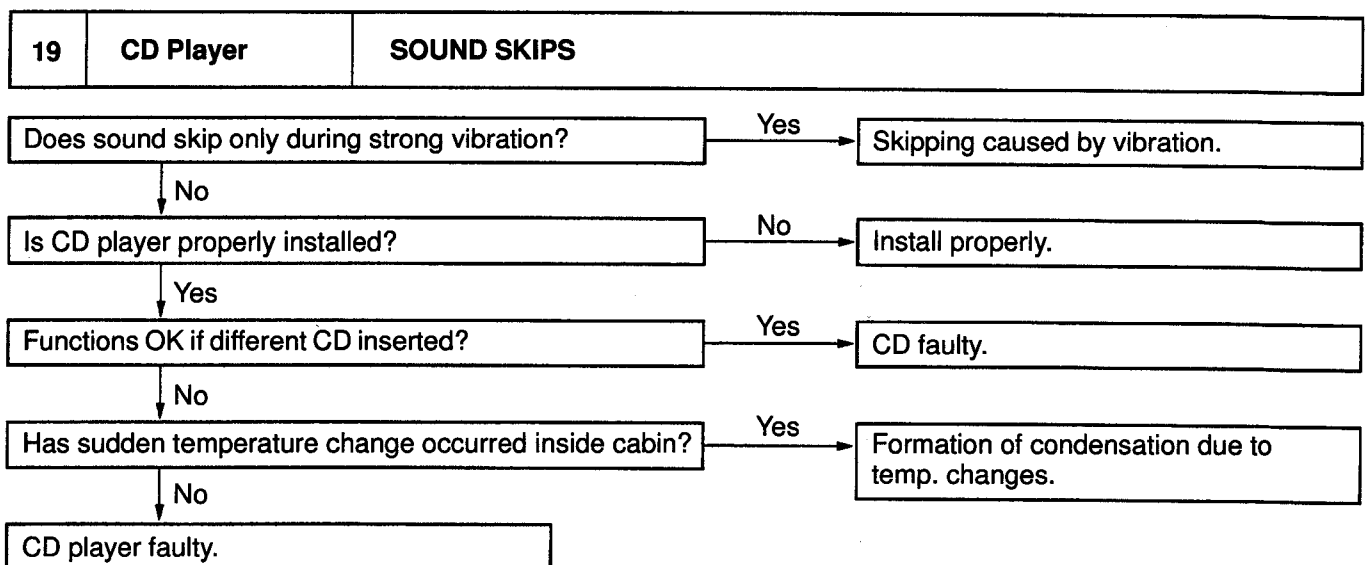 19 CD Player SOUND SKIPS
Does sound skip only during strong vibration? Yes Skipping caused by vibration.
No
Is CD player properly installed? No Install properly.
Yes
Functions OK if different CD inserted? Yes CD faulty.
No
Has sudden temperature change occurred inside cabin? Yes Formation of condensation due to
temp. changes.
No
CD player faulty.